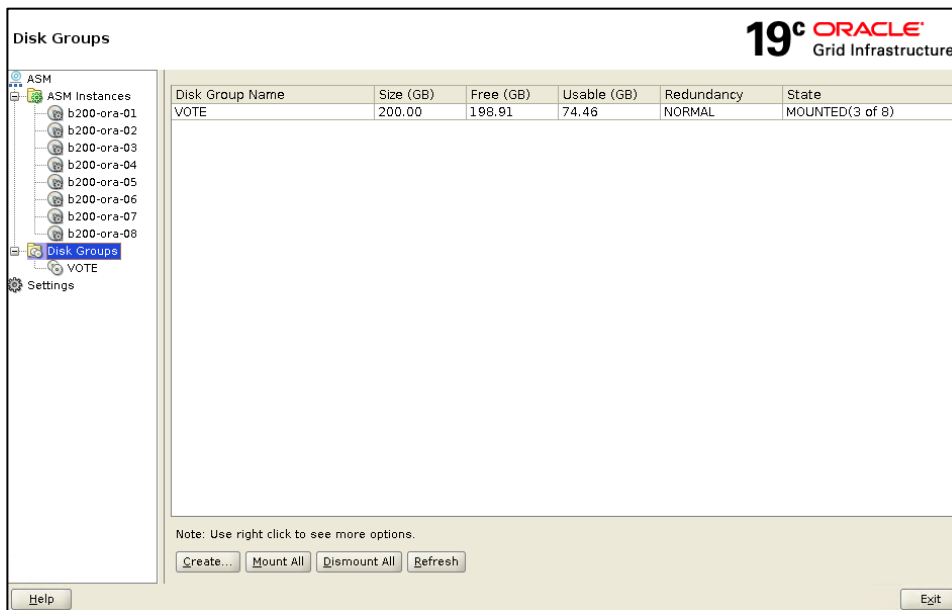 Disk Groups
19c ORACLE
Grid Infrastructure
ASM
ASM Instances
b200-ora-01
b200-ora-02
b200-ora-03
b200-ora-04
b200-ora-05
b200-ora-06
b200-ora-07
b200-ora-08
Disk Groups
VOTE
Settings
Disk Group Name Size (GB) Free (GB) Usable (GB) Redundancy State
VOTE 200.00 198.91 74.46 NORMAL MOUNTED(3 of 8)
Note: Use right click to see more options.
Create... Mount All Dismount All Refresh
Help Exit